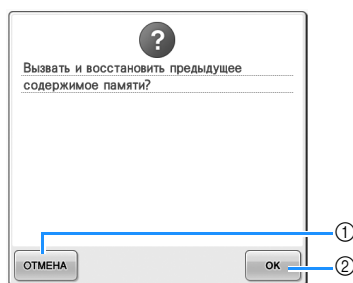 ?
Вызвать и восстановить предыдущее
содержимое памяти?
①
ОТМЕНА
OK
②